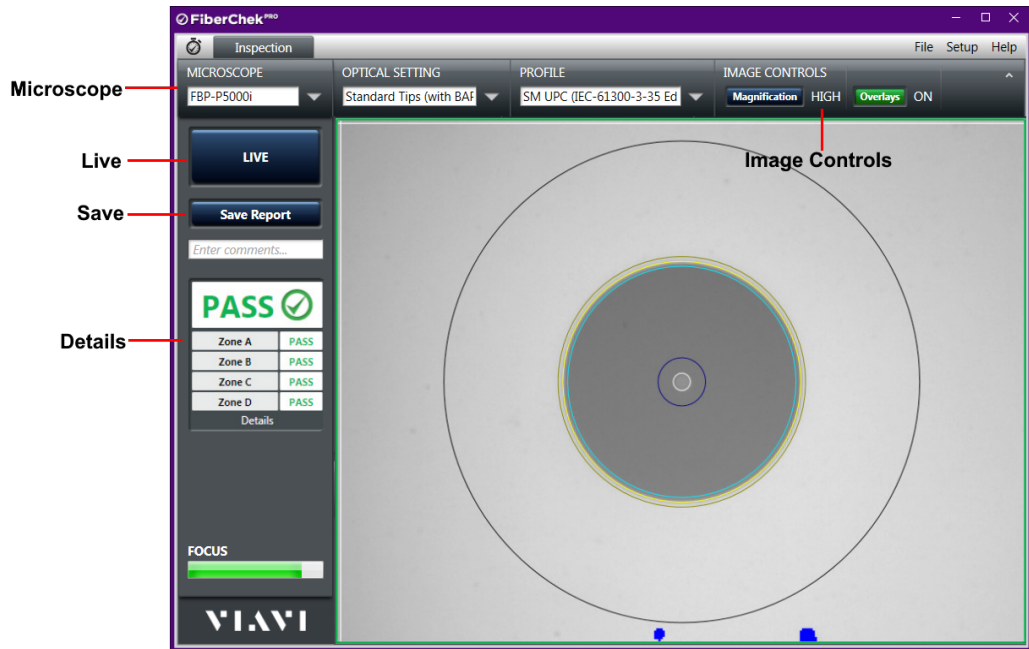 FiberChek PRO
Inspection
File Setup Help
MICROSCOPE
OPTICAL SETTING
PROFILE
IMAGE CONTROLS
Microscope
FBP-P5000i
Standard Tips (with BAP
SM UPC (IEC-61300-3-35 Ed
Magnification HIGH Overlays ON
Live
LIVE
Image Controls
Save
Save Report
Enter comments...
PASS
Details
Zone A PASS
Zone B PASS
Zone C PASS
Zone D PASS
Details
FOCUS
VIAVI